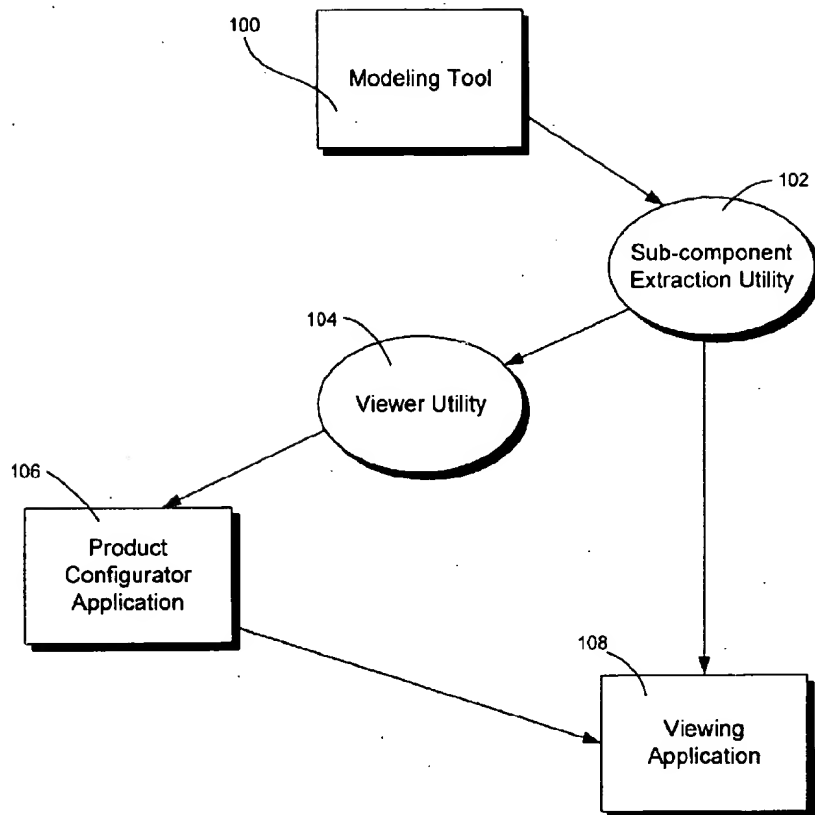 100
Modeling Tool
102
Sub-component
Extraction Utility
104
Viewer Utility
106
Product
Configurator
Application
108
Viewing
Application